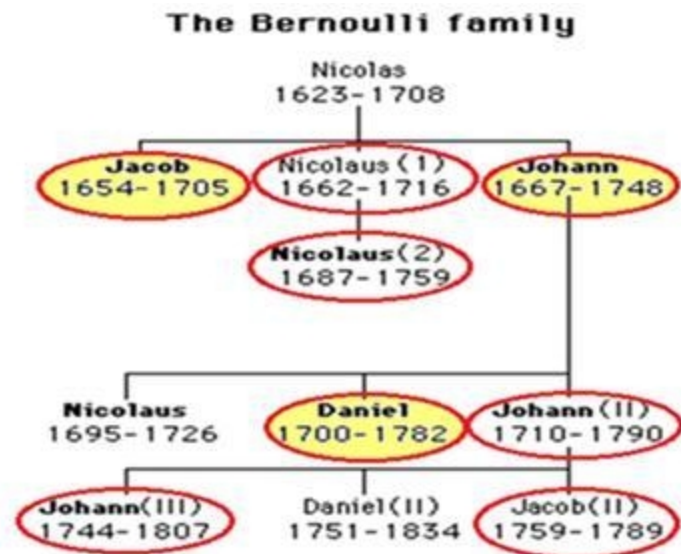 The Bernoulli family
Nicolas
1623-1708
Jacob
1654-1705
Nicolaus (1)
1662-1716
Johann
1667-1748
Nicolaus(2)
1687-1759
Nicolaus
1695-1726
Daniel
1700-1782
Johann (II)
1710-1790
Johann(III)
1744-1807
Daniel(II)
1751-1834
Jacob(II)
1759-1789